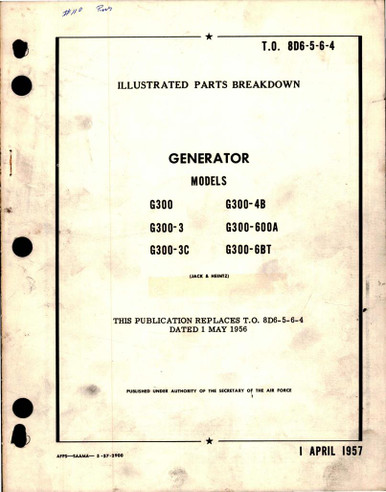 T.O. 8D6-5-6-4
ILLUSTRATED PARTS BREAKDOWN
GENERATOR
MODELS
G300 G300-4B
G300-3 G300-600A
G300-3C G300-6BT
(JACK & HEINTZ)
THIS PUBLICATION REPLACES T.O. 8D6-5-6-4
DATED 1 MAY 1956
PUBLISHED UNDER AUTHORITY OF THE SECRETARY OF THE AIR FORCE
1 APRIL 1957